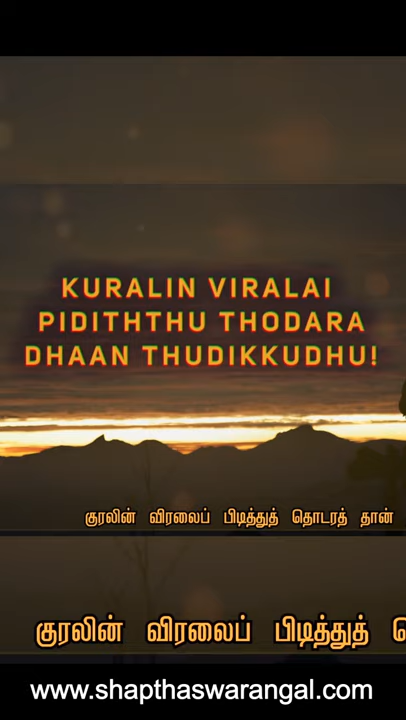 KURALIN VIRALAI
PIDITHTHU THODARA
DHAAN THUDIKKUDHU!
குரலின் விரலைப் பிடித்துத் தொடரத் தான்
குரலின் விரலைப் பிடித்துத்
www.shapthaswarangal.com